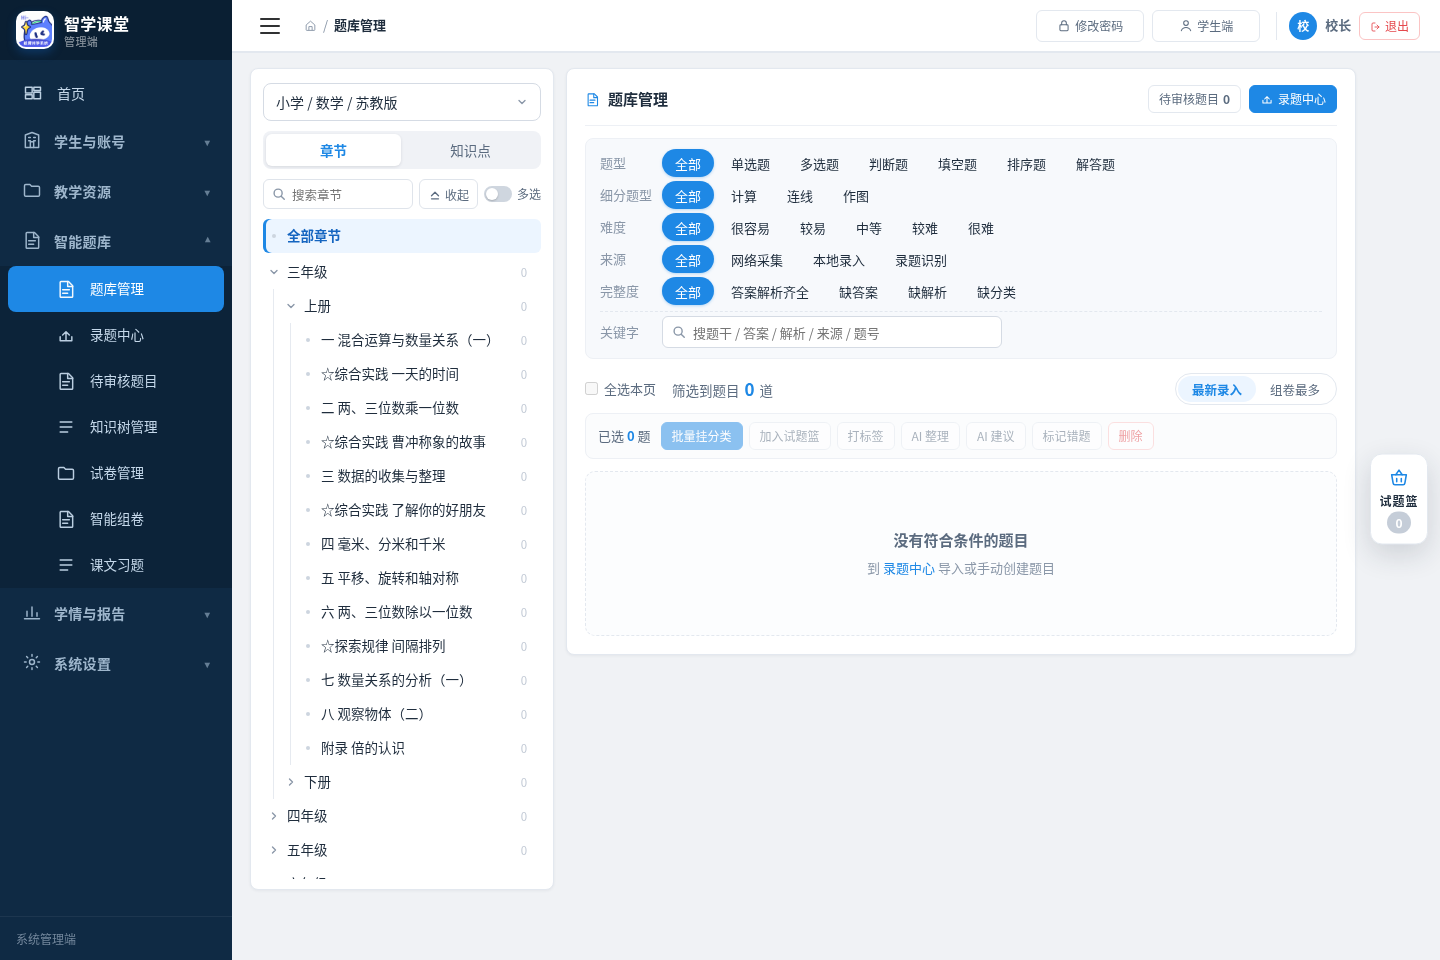 智学课堂
管理端
首页
学生与账号
教学资源
智能题库
题库管理
录题中心
待审核题目
知识树管理
试卷管理
智能组卷
课文习题
学情与报告
系统设置
系统管理端
/ 题库管理
修改密码
学生端
校 校长
退出
小学 / 数学 / 苏教版
章节 知识点
搜索章节 收起 多选
全部章节
三年级 0
上册 0
一 混合运算与数量关系（一） 0
☆综合实践 一天的时间 0
二 两、三位数乘一位数 0
☆综合实践 曹冲称象的故事 0
三 数据的收集与整理 0
☆综合实践 了解你的好朋友 0
四 毫米、分米和千米 0
五 平移、旋转和轴对称 0
六 两、三位数除以一位数 0
☆探索规律 间隔排列 0
七 数量关系的分析（一） 0
八 观察物体（二） 0
附录 倍的认识 0
下册 0
四年级 0
五年级 0
题库管理
待审核题目 0
录题中心
题型 全部 单选题 多选题 判断题 填空题 排序题 解答题
细分题型 全部 计算 连线 作图
难度 全部 很容易 较易 中等 较难 很难
来源 全部 网络采集 本地录入 录题识别
完整度 全部 答案解析齐全 缺答案 缺解析 缺分类
关键字 搜题干 / 答案 / 解析 / 来源 / 题号
全选本页 筛选到题目 0 道 最新录入 组卷最多
已选 0 题 批量挂分类 加入试题篮 打标签 AI 整理 AI 建议 标记错题 删除
没有符合条件的题目
到 录题中心 导入或手动创建题目
试题篮
0